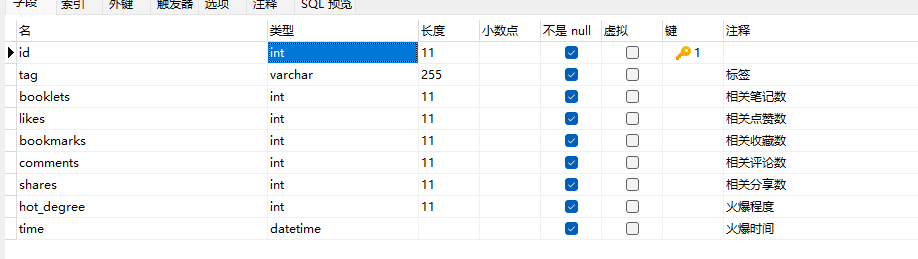 字段 索引 外键 触发器 选项 注释 SQL 预览
名 类型 长度 小数点 不是 null 虚拟 键 注释
id int 11 1
tag varchar 255 标签
booklets int 11 相关笔记数
likes int 11 相关点赞数
bookmarks int 11 相关收藏数
comments int 11 相关评论数
shares int 11 相关分享数
hot_degree int 11 火爆程度
time datetime 火爆时间